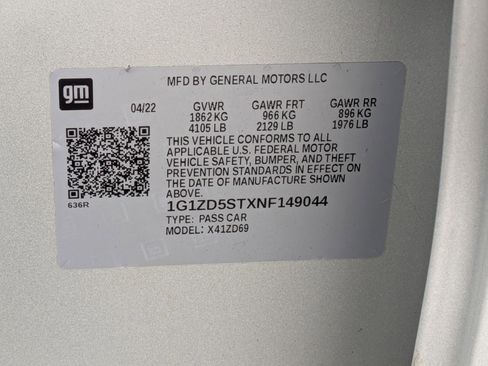 gm
MFD BY GENERAL MOTORS LLC
04/22 GVWR GAWR FRT GAWR RR
1862 KG 966 KG 896 KG
4105 LB 2129 LB 1976 LB
THIS VEHICLE CONFORMS TO ALL
APPLICABLE U.S. FEDERAL MOTOR
VEHICLE SAFETY, BUMPER, AND THEFT
PREVENTION STANDARDS IN EFFECT ON
THE DATE OF MANUFACTURE SHOWN
ABOVE.
636R
1G1ZD5STXNF149044
TYPE: PASS CAR
MODEL: X41ZD69